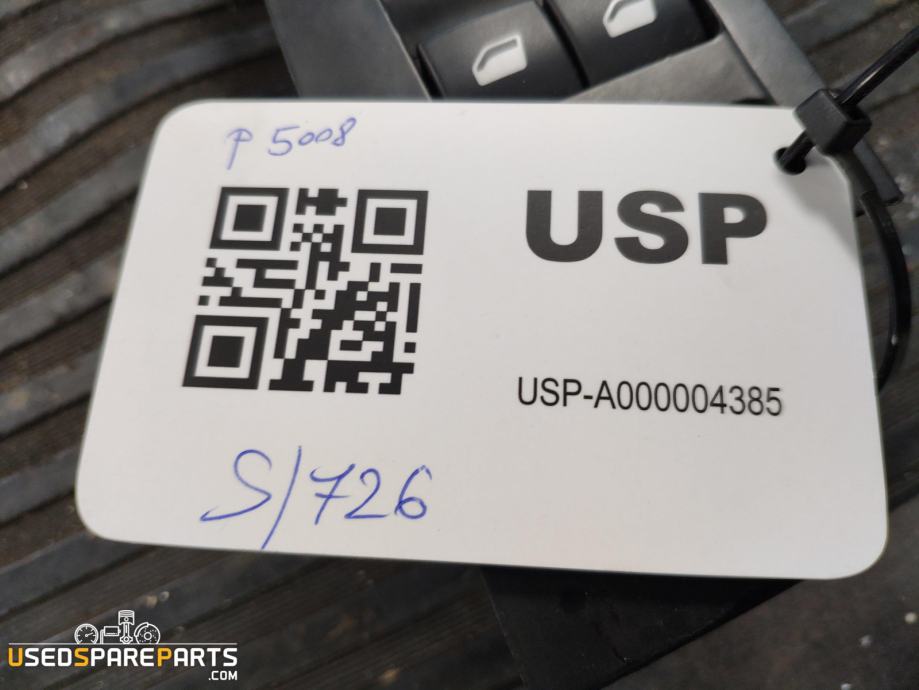 P 5008
USP
USP-A000004385
S/726
USEDSPAREPARTS
.COM